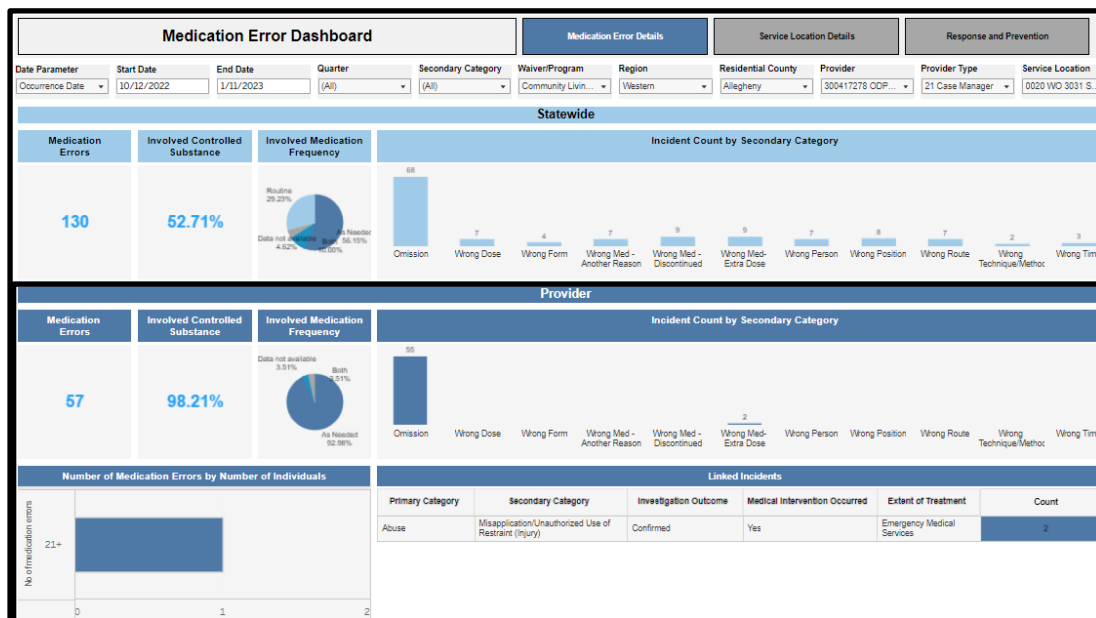 Medication Error Dashboard
Medication Error Details
Service Location Details
Response and Prevention
Date Parameter Start Date End Date Quarter Secondary Category Waiver/Program Region Residential County Provider Provider Type Service Location
Occurrence Date 10/12/2022 1/11/2023 (All) (All) Community Livin... Western Allegheny 300417278 ODP... 21 Case Manager 0020 WO 3031 S...
Statewide
Medication Errors
Involved Controlled Substance
Involved Medication Frequency
Incident Count by Secondary Category
130
52.71%
Routine
29.23%
Data not available
4.62%
Both
10.00%
As Needed
56.15%
68 7 4 7 9 9 7 8 7 2 3
Omission Wrong Dose Wrong Form Wrong Med - Another Reason Wrong Med - Discontinued Wrong Med- Extra Dose Wrong Person Wrong Position Wrong Route Wrong Technique/Methoc Wrong Tim
Provider
Medication Errors
Involved Controlled Substance
Involved Medication Frequency
Incident Count by Secondary Category
57
98.21%
Data not available
3.51%
Both
3.51%
As Needed
92.98%
55 2
Omission Wrong Dose Wrong Form Wrong Med - Another Reason Wrong Med - Discontinued Wrong Med- Extra Dose Wrong Person Wrong Position Wrong Route Wrong Technique/Methoc Wrong Tim
Number of Medication Errors by Number of Individuals
No of medication errors
21+
0 1 2
Linked Incidents
Primary Category Secondary Category Investigation Outcome Medical Intervention Occurred Extent of Treatment Count
Abuse Misapplication/Unauthorized Use of Restraint (Injury) Confirmed Yes Emergency Medical Services 2